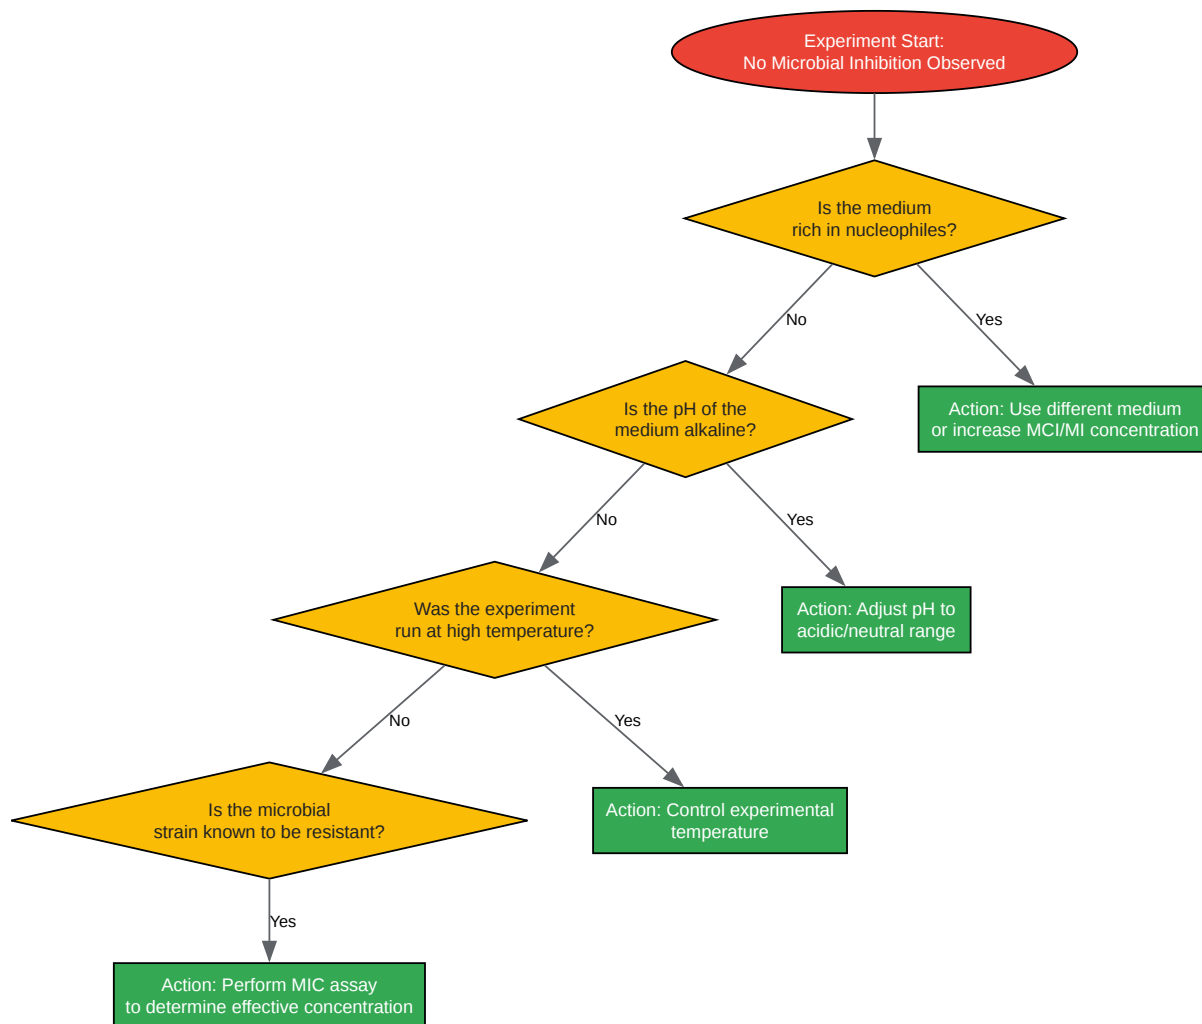 Experiment Start:
No Microbial Inhibition Observed
Is the medium
rich in nucleophiles?
No
Yes
Is the pH of the
medium alkaline?
Action: Use different medium
or increase MCI/MI concentration
No
Yes
Was the experiment
run at high temperature?
Action: Adjust pH to
acidic/neutral range
No
Yes
Is the microbial
strain known to be resistant?
Action: Control experimental
temperature
Yes
Action: Perform MIC assay
to determine effective concentration